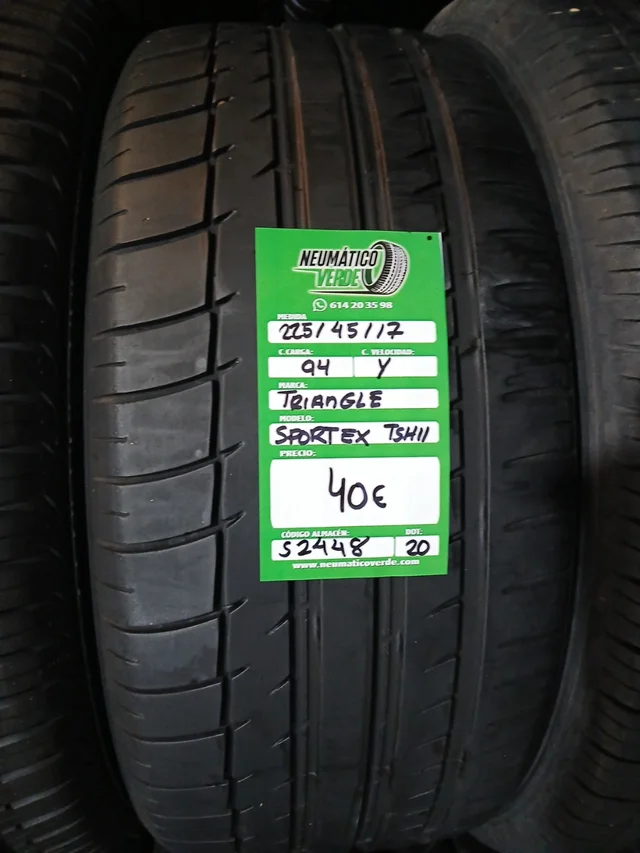 NEUMÁTICO
VERDE
614 20 35 98
MEDIDA
225/45/17
C.CARGA: C. VELOCIDAD:
94 Y
MARCA:
TRIANGLE
MODELO:
SPORTEX TSH11
PRECIO:
40€
CÓDIGO ALMACÉN: DOT:
S2448 20
www.neumaticoverde.com